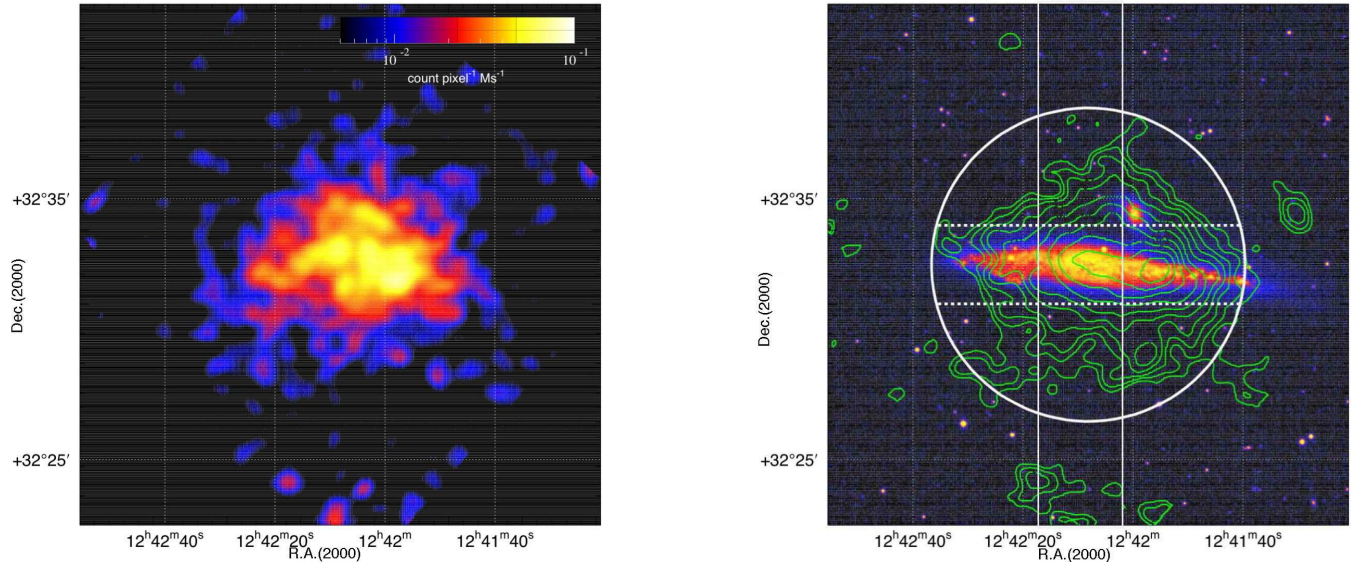 10⁻² 10⁻¹
count pixel⁻¹ Ms⁻¹
+32°35′
Dec.(2000)
+32°25′
12ʰ42ᵐ40ˢ 12ʰ42ᵐ20ˢ 12ʰ42ᵐ 12ʰ41ᵐ40ˢ
R.A.(2000)
+32°35′
Dec.(2000)
+32°25′
12ʰ42ᵐ40ˢ 12ʰ42ᵐ20ˢ 12ʰ42ᵐ 12ʰ41ᵐ40ˢ
R.A.(2000)